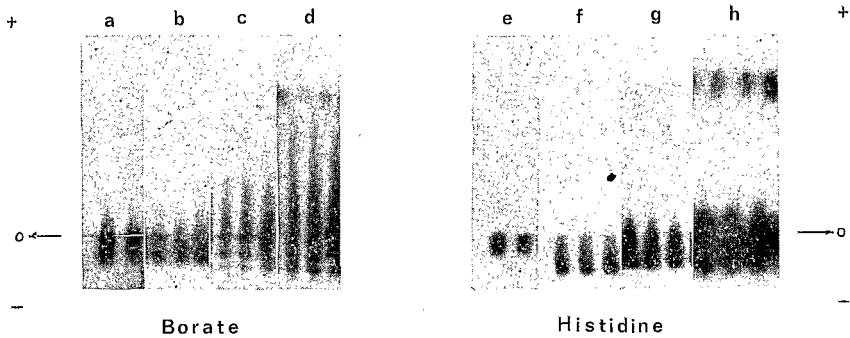 + a b c d e f g h +
o o
- -
Borate Histidine